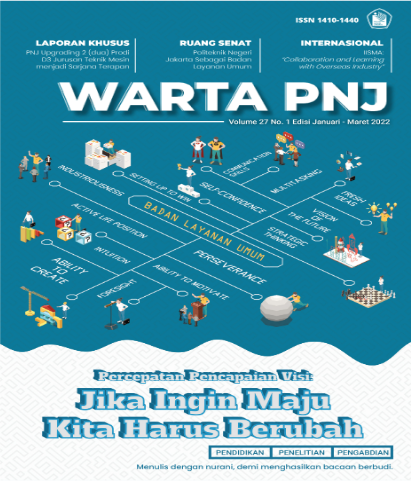 ISSN 1410-1440
LAPORAN KHUSUS
PNJ Upgrading 2 (dua) Prodi
D3 Jurusan Teknik Mesin
menjadi Sarjana Terapan
RUANG SENAT
Politeknik Negeri
Jakarta Sebagai Badan
Layanan Umum
INTERNASIONAL
IISMA:
"Collaboration and Learning
with Overseas Industry"
WARTA PNJ
Volume 27 No. 1 Edisi Januari - Maret 2022
COMMUNICATION
SKILLS
MULTITASKING
INDUSTRIOUSNESS
SETTING UP TO WIN
SELF-CONFIDENCE
FRESH
IDEAS
ACTIVE LIFE POSITION
BADAN LAYANAN UMUM
VISION OF
THE FUTURE
STRATEGIC
THINKING
INTUITION
PERSEVERANCE
ABILITY
TO
CREATE
FORESIGHT
ABILITY TO MOTIVATE
Percepatan Pencapaian Visi:
Jika Ingin Maju
Kita Harus Berubah
PENDIDIKAN
PENELITIAN
PENGABDIAN
Menulis dengan nurani, demi menghasilkan bacaan berbudi.